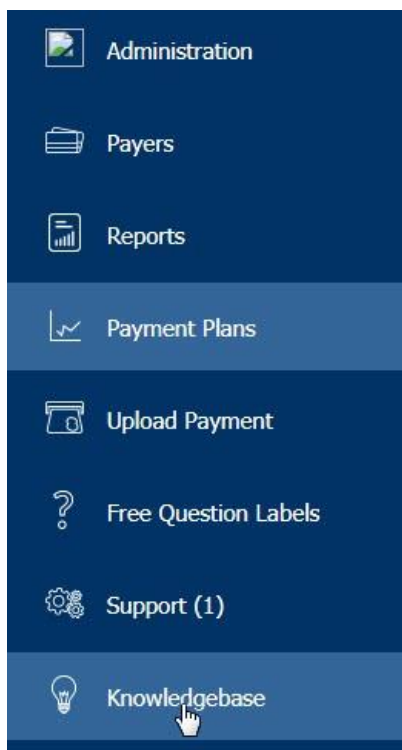 Administration
Payers
Reports
Payment Plans
Upload Payment
Free Question Labels
Support (1)
Knowledgebase